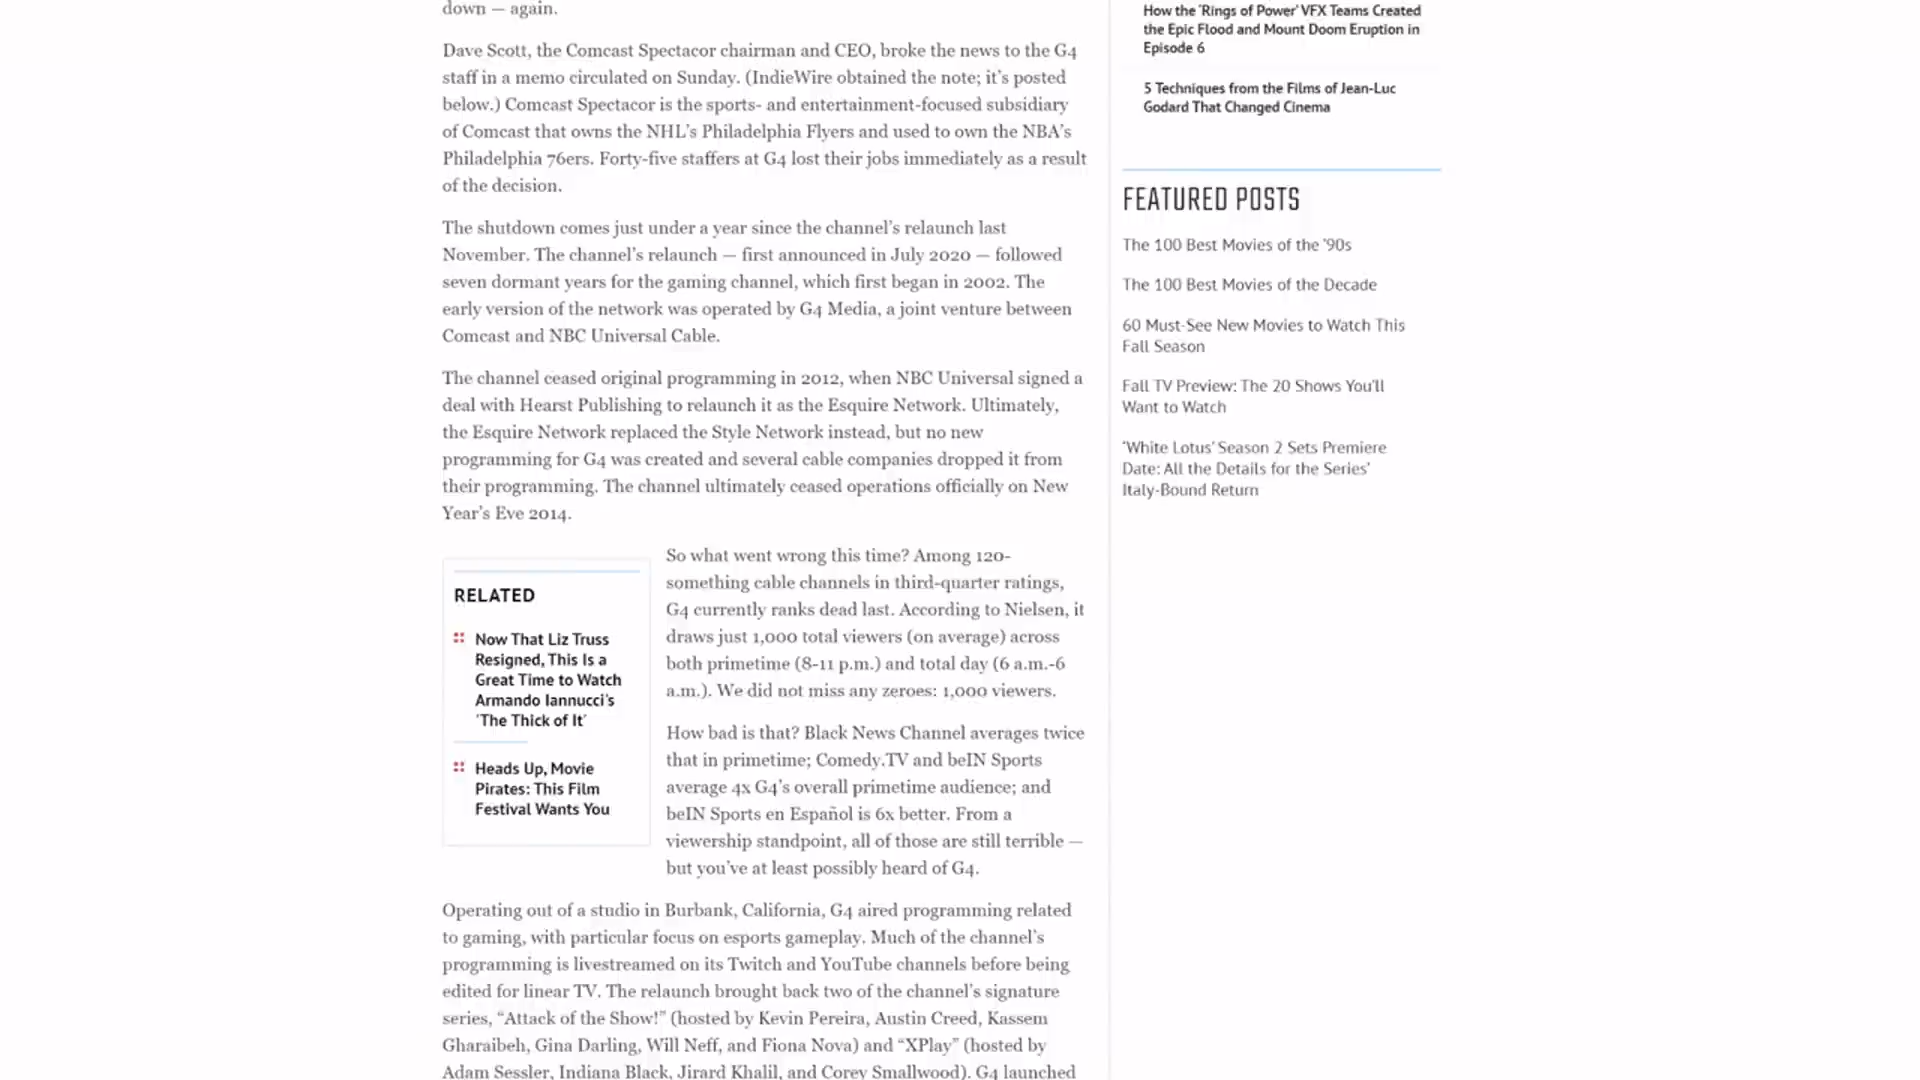 down — again.
Dave Scott, the Comcast Spectacor chairman and CEO, broke the news to the G4
staff in a memo circulated on Sunday. (IndieWire obtained the note; it's posted
below.) Comcast Spectacor is the sports- and entertainment-focused subsidiary
of Comcast that owns the NHL's Philadelphia Flyers and used to own the NBA's
Philadelphia 76ers. Forty-five staffers at G4 lost their jobs immediately as a result
of the decision.
The shutdown comes just under a year since the channel's relaunch last
November. The channel's relaunch — first announced in July 2020 — followed
seven dormant years for the gaming channel, which first began in 2002. The
early version of the network was operated by G4 Media, a joint venture between
Comcast and NBC Universal Cable.
The channel ceased original programming in 2012, when NBC Universal signed a
deal with Hearst Publishing to relaunch it as the Esquire Network. Ultimately,
the Esquire Network replaced the Style Network instead, but no new
programming for G4 was created and several cable companies dropped it from
their programming. The channel ultimately ceased operations officially on New
Year's Eve 2014.
RELATED
Now That Liz Truss
Resigned, This Is a
Great Time to Watch
Armando Iannucci's
'The Thick of It'
Heads Up, Movie
Pirates: This Film
Festival Wants You
So what went wrong this time? Among 120-
something cable channels in third-quarter ratings,
G4 currently ranks dead last. According to Nielsen, it
draws just 1,000 total viewers (on average) across
both primetime (8-11 p.m.) and total day (6 a.m.-6
a.m.). We did not miss any zeroes: 1,000 viewers.
How bad is that? Black News Channel averages twice
that in primetime; Comedy.TV and beIN Sports
average 4x G4's overall primetime audience; and
beIN Sports en Español is 6x better. From a
viewership standpoint, all of those are still terrible —
but you've at least possibly heard of G4.
Operating out of a studio in Burbank, California, G4 aired programming related
to gaming, with particular focus on esports gameplay. Much of the channel's
programming is livestreamed on its Twitch and YouTube channels before being
edited for linear TV. The relaunch brought back two of the channel's signature
series, “Attack of the Show!” (hosted by Kevin Pereira, Austin Creed, Kassem
Gharaibeh, Gina Darling, Will Neff, and Fiona Nova) and “XPlay” (hosted by
Adam Sessler, Indiana Black, Jirard Khalil, and Corey Smallwood). G4 launched
How the 'Rings of Power' VFX Teams Created
the Epic Flood and Mount Doom Eruption in
Episode 6
5 Techniques from the Films of Jean-Luc
Godard That Changed Cinema
FEATURED POSTS
The 100 Best Movies of the '90s
The 100 Best Movies of the Decade
60 Must-See New Movies to Watch This
Fall Season
Fall TV Preview: The 20 Shows You'll
Want to Watch
'White Lotus' Season 2 Sets Premiere
Date: All the Details for the Series'
Italy-Bound Return